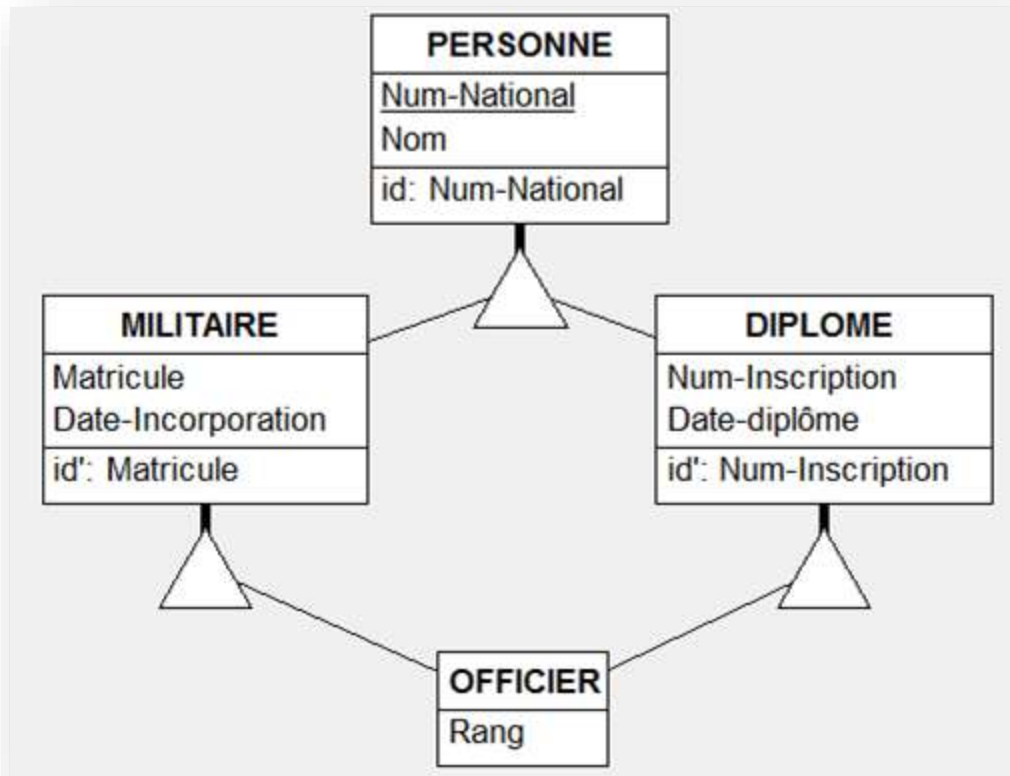 PERSONNE
Num-National
Nom
id: Num-National
MILITAIRE
Matricule
Date-Incorporation
id': Matricule
DIPLOME
Num-Inscription
Date-diplôme
id': Num-Inscription
OFFICIER
Rang